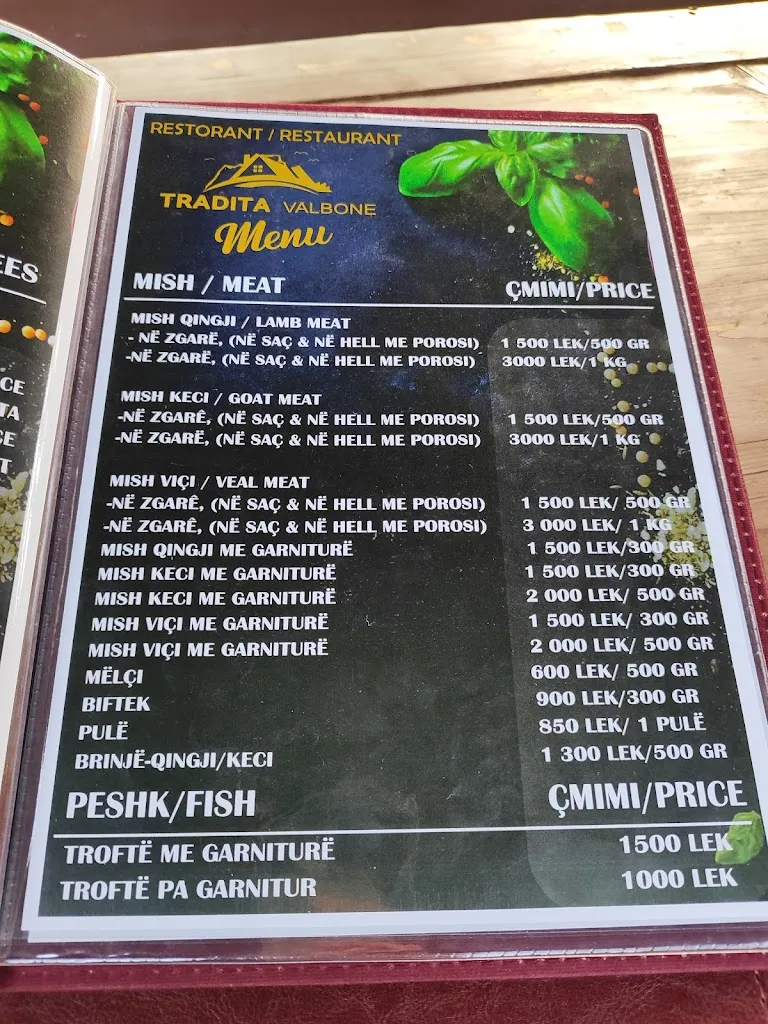 EES
CE
TA
CE
T
RESTORANT / RESTAURANT
TRADITA VALBONE
Menu
MISH / MEAT ÇMIMI/PRICE
MISH QINGJI / LAMB MEAT
- NË ZGARË, (NË SAÇ & NË HELL ME POROSI) 1 500 LEK/500 GR
-NË ZGARË, (NË SAÇ & NË HELL ME POROSI) 3000 LEK/1 KG
MISH KECI / GOAT MEAT
-NË ZGARË, (NË SAÇ & NË HELL ME POROSI) 1 500 LEK/500 GR
-NË ZGARË, (NË SAÇ & NË HELL ME POROSI) 3000 LEK/1 KG
MISH VIÇI / VEAL MEAT
-NË ZGARË, (NË SAÇ & NË HELL ME POROSI) 1 500 LEK/ 500 GR
-NË ZGARË, (NË SAÇ & NË HELL ME POROSI) 3 000 LEK/ 1 KG
MISH QINGJI ME GARNITURË 1 500 LEK/300 GR
MISH KECI ME GARNITURË 1 500 LEK/300 GR
MISH KECI ME GARNITURË 2 000 LEK/ 500 GR
MISH VIÇI ME GARNITURË 1 500 LEK/ 300 GR
MISH VIÇI ME GARNITURË 2 000 LEK/ 500 GR
MËLÇI 600 LEK/ 500 GR
BIFTEK 900 LEK/300 GR
PULË 850 LEK/ 1 PULË
BRINJË-QINGJI/KECI 1 300 LEK/500 GR
PESHK/FISH ÇMIMI/PRICE
TROFTË ME GARNITURË 1500 LEK
TROFTË PA GARNITUR 1000 LEK